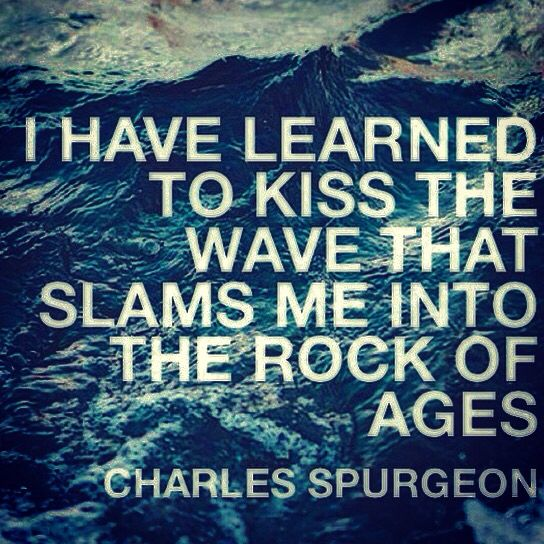 I HAVE LEARNED
TO KISS THE
WAVE THAT
SLAMS ME INTO
THE ROCK OF
AGES
CHARLES SPURGEON